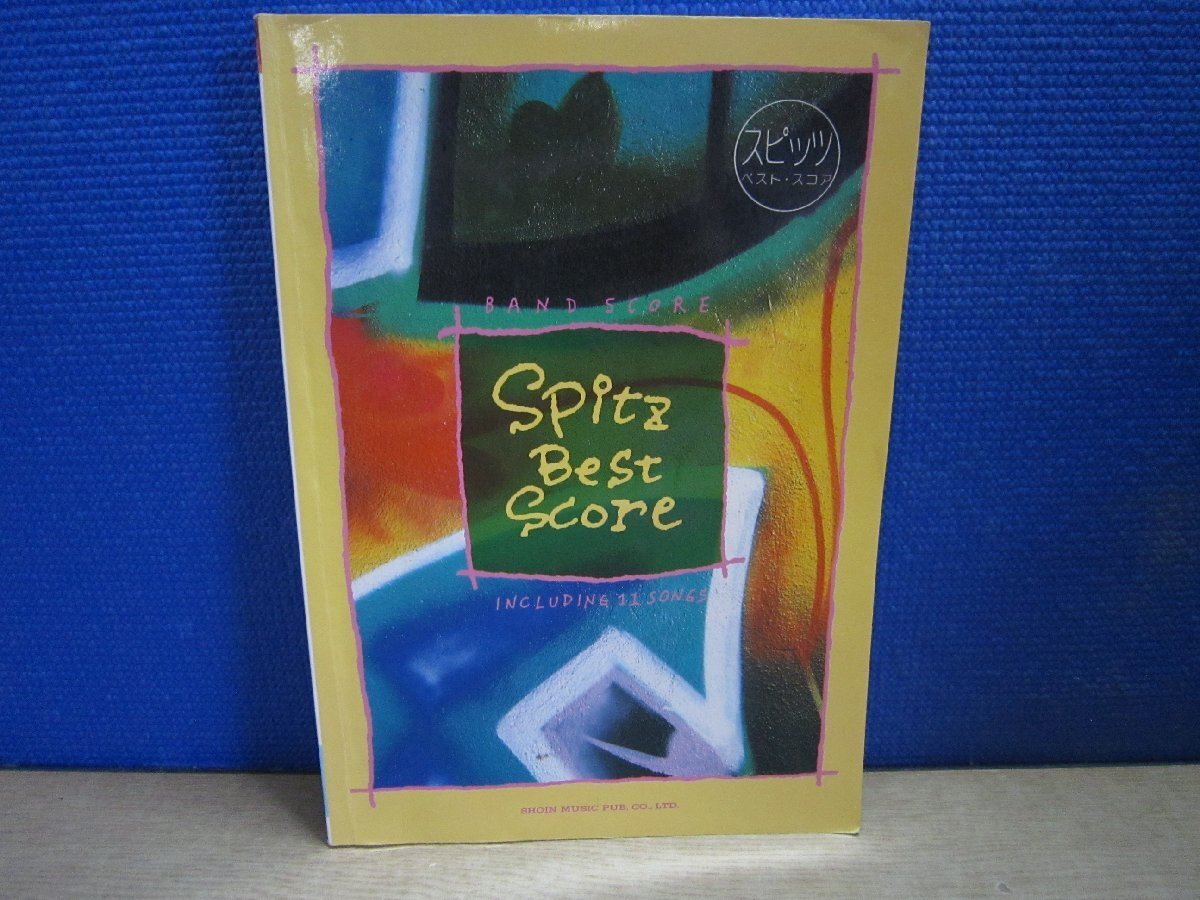 スピッツ
ベスト・スコア
BAND SCORE
Spitz
Best
Score
INCLUDING 11 SONGS
SHOIN MUSIC PUB. CO., LTD.